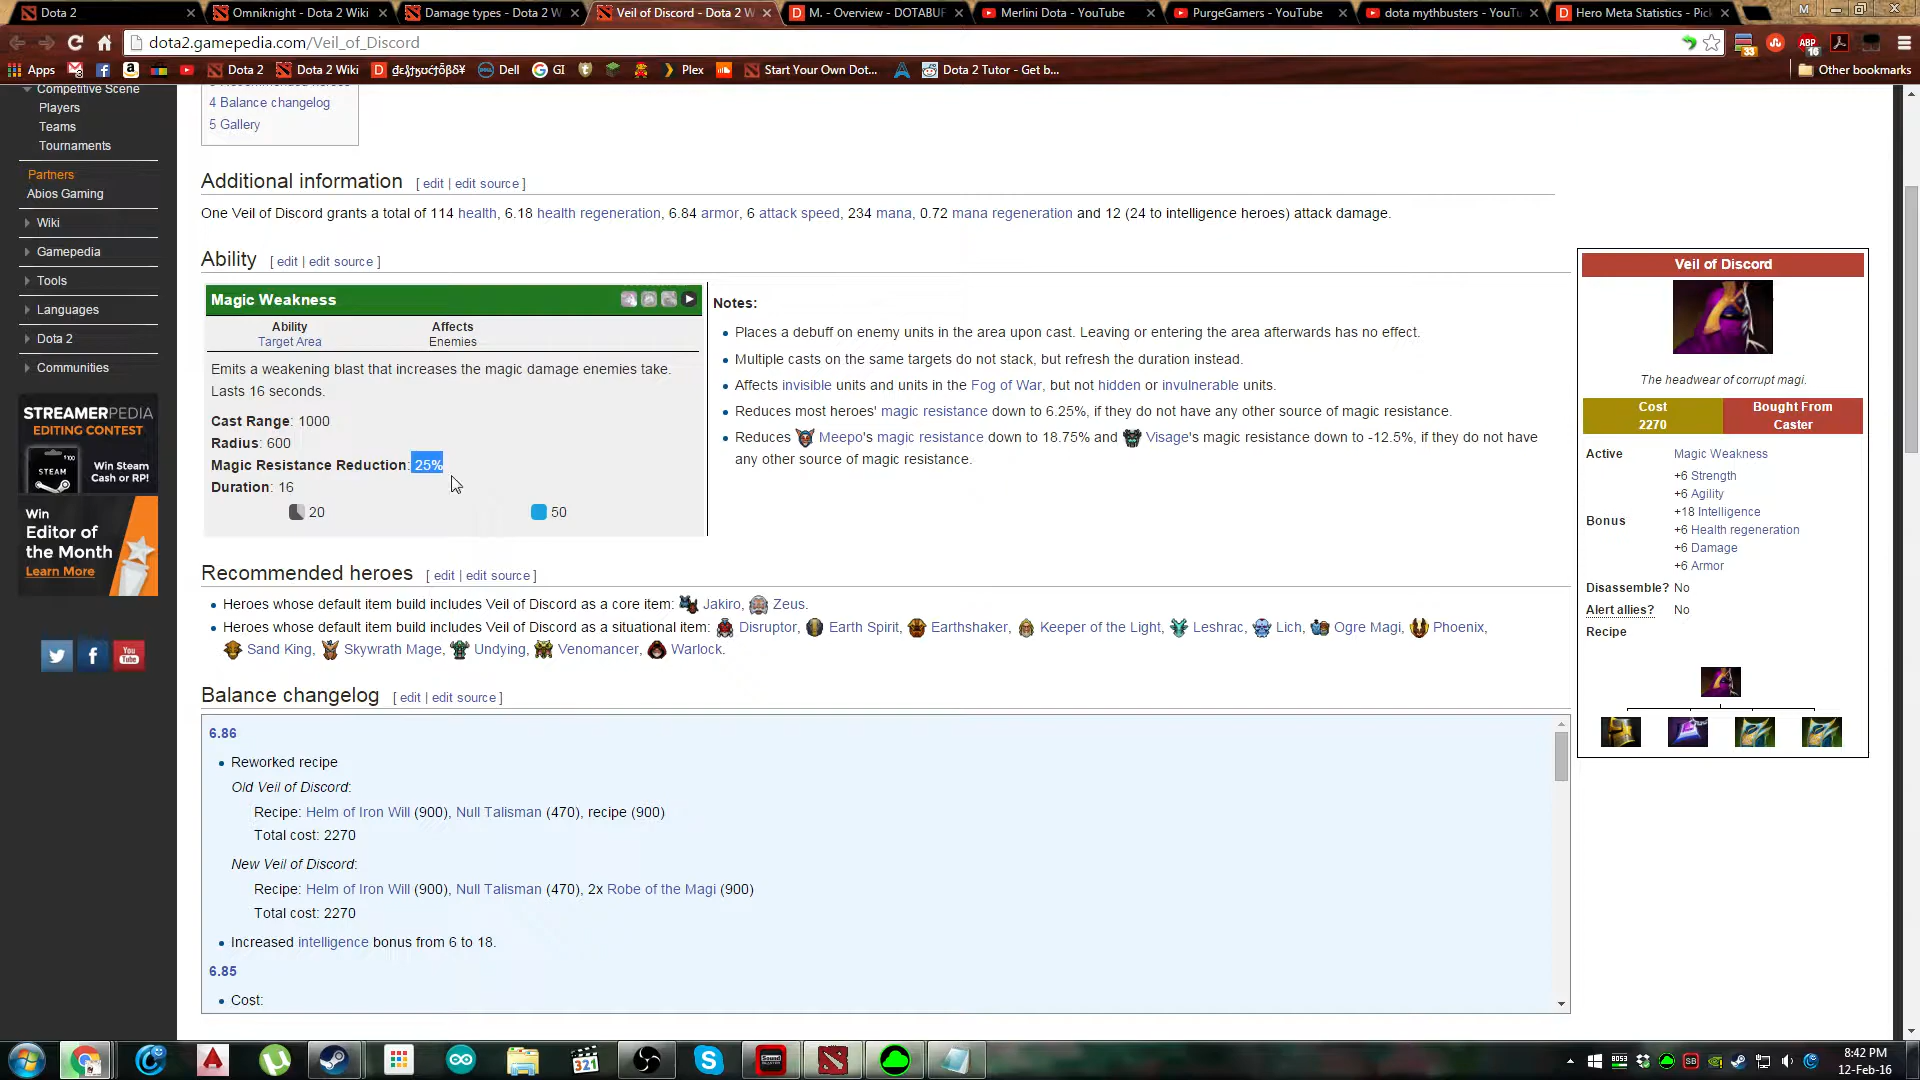 Dota 2
Omniknight - Dota 2 Wiki
Damage types - Dota 2 W
Veil of Discord - Dota 2 W
M. - Overview - DOTABUF
Merlini Dota - YouTube
PurgeGamers - YouTube
dota mythbusters - YouTu
Hero Meta Statistics - Pick
M
dota2.gamepedia.com/Veil_of_Discord
33
ABP
16
Apps
Dota 2
Dota 2 Wiki
Dell
GI
Plex
Start Your Own Dot...
Dota 2 Tutor - Get b...
Other bookmarks
Competitive Scene
Players
Teams
Tournaments
Partners
Abios Gaming
Wiki
Gamepedia
Tools
Languages
Dota 2
Communities
STREAMERPEDIA
EDITING CONTEST
$100
STEAM
Win Steam
Cash or RP!
Win
Editor of
the Month
Learn More
You
Tube
4 Balance changelog
5 Gallery
Additional information [ edit | edit source ]
One Veil of Discord grants a total of 114 health, 6.18 health regeneration, 6.84 armor, 6 attack speed, 234 mana, 0.72 mana regeneration and 12 (24 to intelligence heroes) attack damage.
Ability [ edit | edit source ]
Magic Weakness
Ability
Target Area
Affects
Enemies
Emits a weakening blast that increases the magic damage enemies take.
Lasts 16 seconds.
Cast Range: 1000
Radius: 600
Magic Resistance Reduction: 25%
Duration: 16
20
50
Notes:
Places a debuff on enemy units in the area upon cast. Leaving or entering the area afterwards has no effect.
Multiple casts on the same targets do not stack, but refresh the duration instead.
Affects invisible units and units in the Fog of War, but not hidden or invulnerable units.
Reduces most heroes' magic resistance down to 6.25%, if they do not have any other source of magic resistance.
Reduces Meepo's magic resistance down to 18.75% and Visage's magic resistance down to -12.5%, if they do not have
any other source of magic resistance.
Recommended heroes [ edit | edit source ]
Heroes whose default item build includes Veil of Discord as a core item: Jakiro, Zeus.
Heroes whose default item build includes Veil of Discord as a situational item: Disruptor, Earth Spirit, Earthshaker, Keeper of the Light, Leshrac, Lich, Ogre Magi, Phoenix,
Sand King, Skywrath Mage, Undying, Venomancer, Warlock.
Balance changelog [ edit | edit source ]
6.86
Reworked recipe
Old Veil of Discord:
Recipe: Helm of Iron Will (900), Null Talisman (470), recipe (900)
Total cost: 2270
New Veil of Discord:
Recipe: Helm of Iron Will (900), Null Talisman (470), 2x Robe of the Magi (900)
Total cost: 2270
Increased intelligence bonus from 6 to 18.
6.85
Cost:
Veil of Discord
The headwear of corrupt magi.
Cost
2270
Bought From
Caster
Active
Magic Weakness
Bonus
+6 Strength
+6 Agility
+18 Intelligence
+6 Health regeneration
+6 Damage
+6 Armor
Disassemble? No
Alert allies? No
Recipe
321
8:42 PM
12-Feb-16